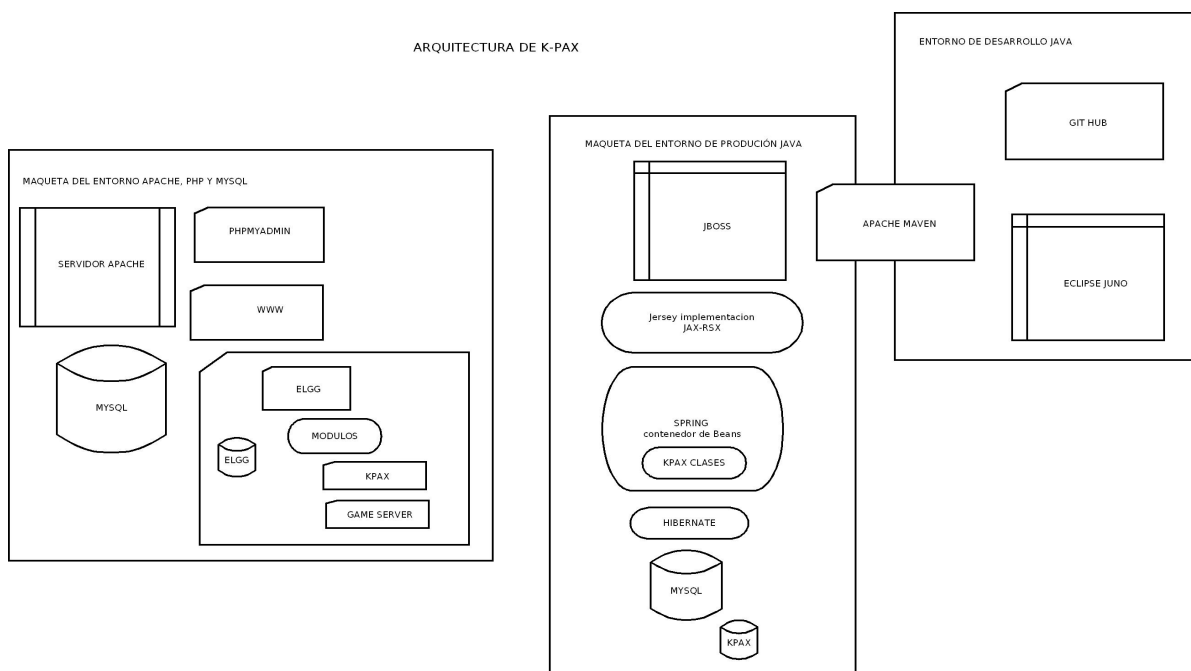 ARQUITECTURA DE K-PAX
MAQUETA DEL ENTORNO APACHE, PHP Y MYSQL
SERVIDOR APACHE
PHPMYADMIN
WWW
MYSQL
ELGG
MODULOS
ELGG
KPAX
GAME SERVER
MAQUETA DEL ENTORNO DE PRODUCIÓN JAVA
JBOSS
Jersey implementacion
JAX-RSX
SPRING
contenedor de Beans
KPAX CLASES
HIBERNATE
MYSQL
KPAX
APACHE MAVEN
ENTORNO DE DESARROLLO JAVA
GIT HUB
ECLIPSE JUNO